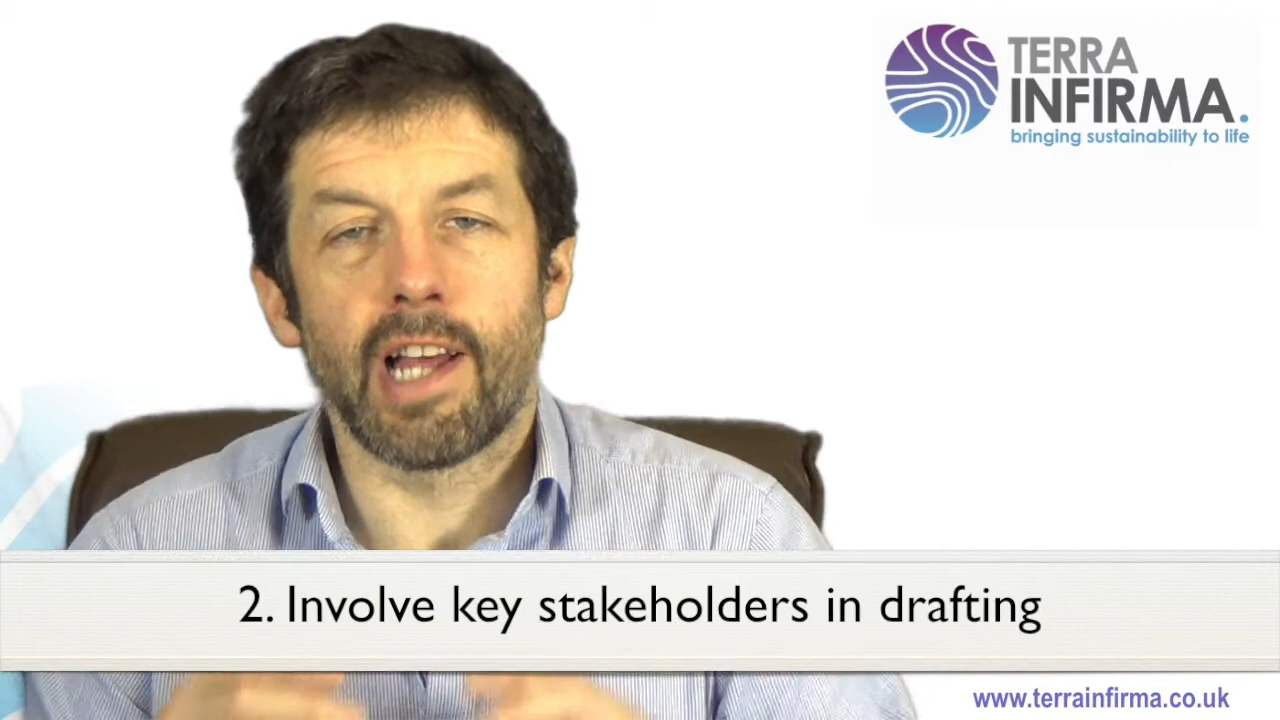 TERRA
INFIRMA.
bringing sustainability to life
2. Involve key stakeholders in drafting
www.terrainfirma.co.uk